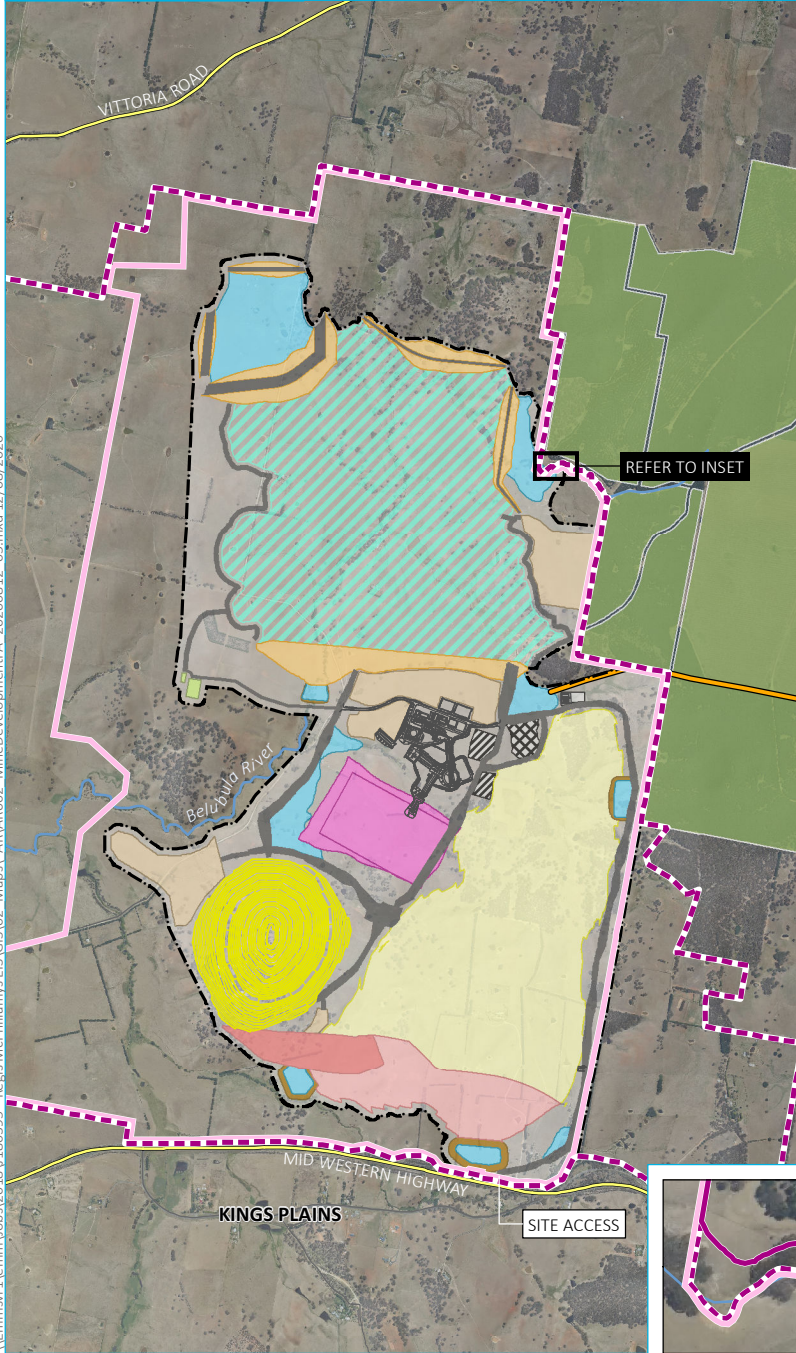 VITTORIA ROAD
REFER TO INSET
Belubula River
MID WESTERN HIGHWAY
KINGS PLAINS
SITE ACCESS